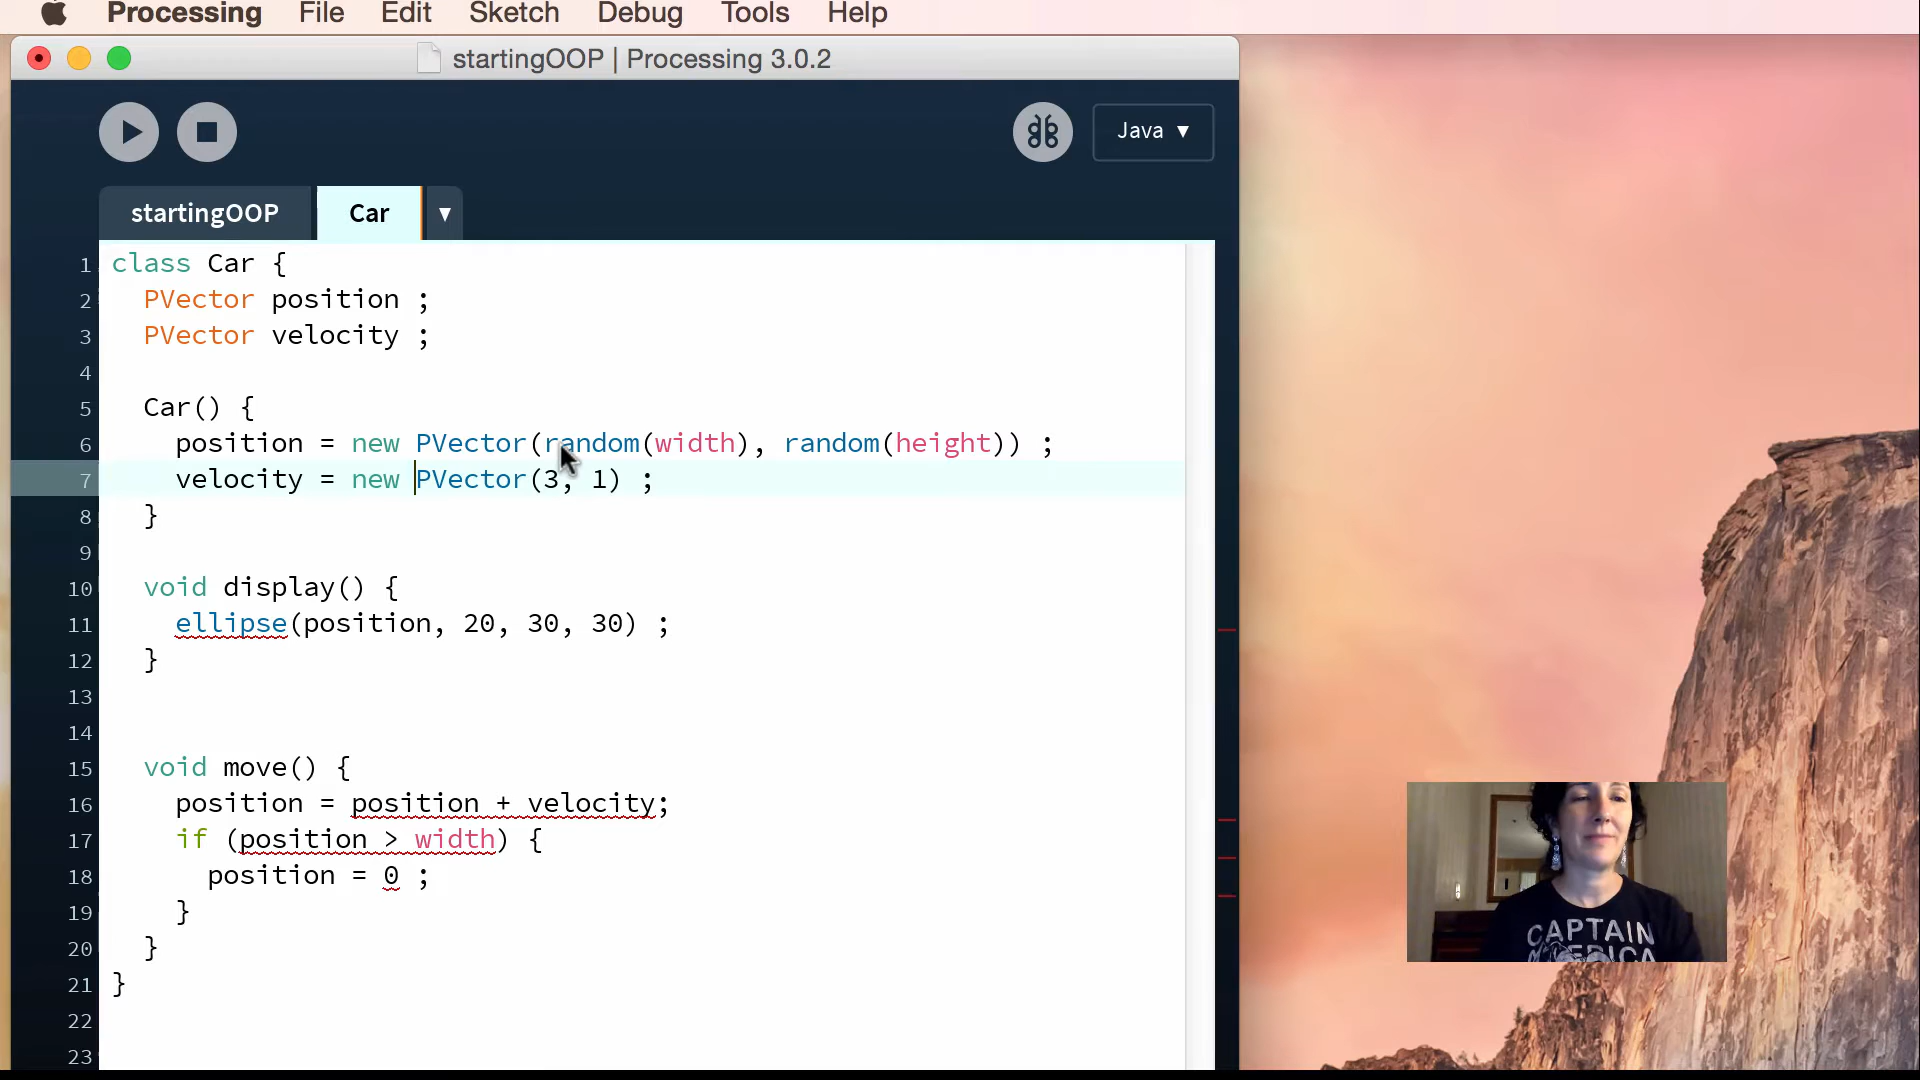 Processing File Edit Sketch Debug Tools Help
startingOOP | Processing 3.0.2
Java ▼
startingOOP Car ▼
1 class Car {
2 PVector position ;
3 PVector velocity ;
4
5 Car() {
6 position = new PVector(random(width), random(height)) ;
7 velocity = new PVector(3, 1) ;
8 }
9
10 void display() {
11 ellipse(position, 20, 30, 30) ;
12 }
13
14
15 void move() {
16 position = position + velocity;
17 if (position > width) {
18 position = 0 ;
19 }
20 }
21 }
22
23
CAPTAIN
AMERICA